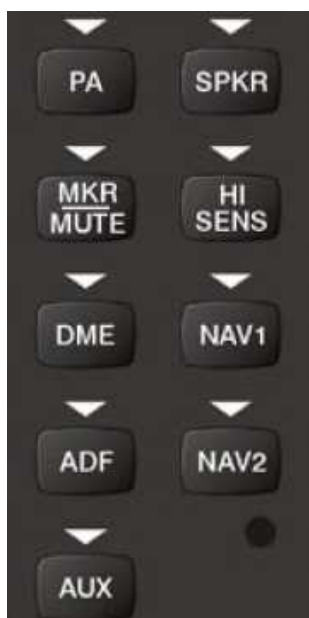 PA SPKR
MKR HI
MUTE SENS
DME NAV1
ADF NAV2
AUX